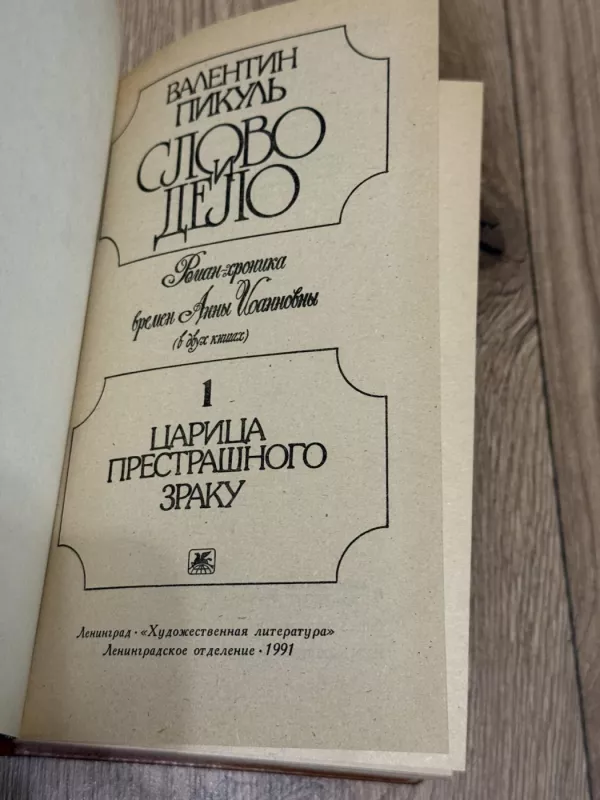 ВАЛЕНТИН
ПИКУЛЬ
СЛОВО
И
ДЕЛО
Роман-хроника
времен Анны Иоанновны
(в двух книгах)
1
ЦАРИЦА
ПРЕСТРАШНОГО
ЗРАКУ
Ленинград · «Художественная литература»
Ленинградское отделение · 1991